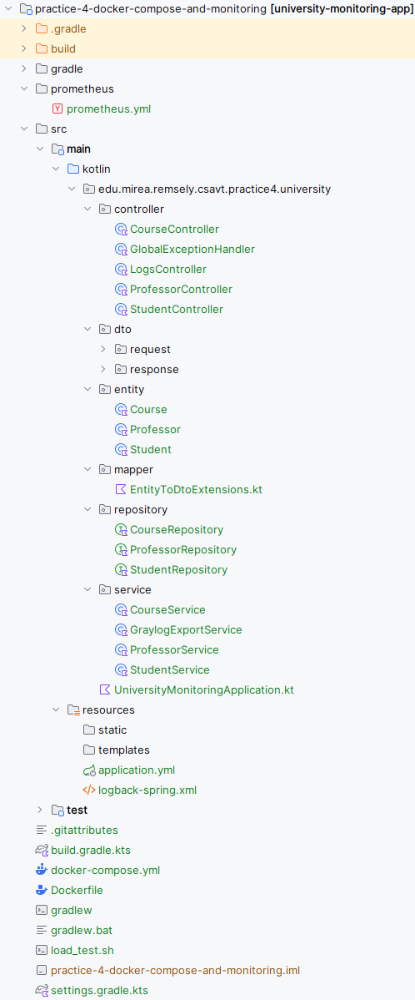 practice-4-docker-compose-and-monitoring [university-monitoring-app]
.gradle
build
gradle
prometheus
prometheus.yml
src
main
kotlin
edu.mirea.remsely.csavt.practice4.university
controller
CourseController
GlobalExceptionHandler
LogsController
ProfessorController
StudentController
dto
request
response
entity
Course
Professor
Student
mapper
EntityToDtoExtensions.kt
repository
CourseRepository
ProfessorRepository
StudentRepository
service
CourseService
GraylogExportService
ProfessorService
StudentService
UniversityMonitoringApplication.kt
resources
static
templates
application.yml
logback-spring.xml
test
.gitattributes
build.gradle.kts
docker-compose.yml
Dockerfile
gradlew
gradlew.bat
load_test.sh
practice-4-docker-compose-and-monitoring.iml
settings.gradle.kts